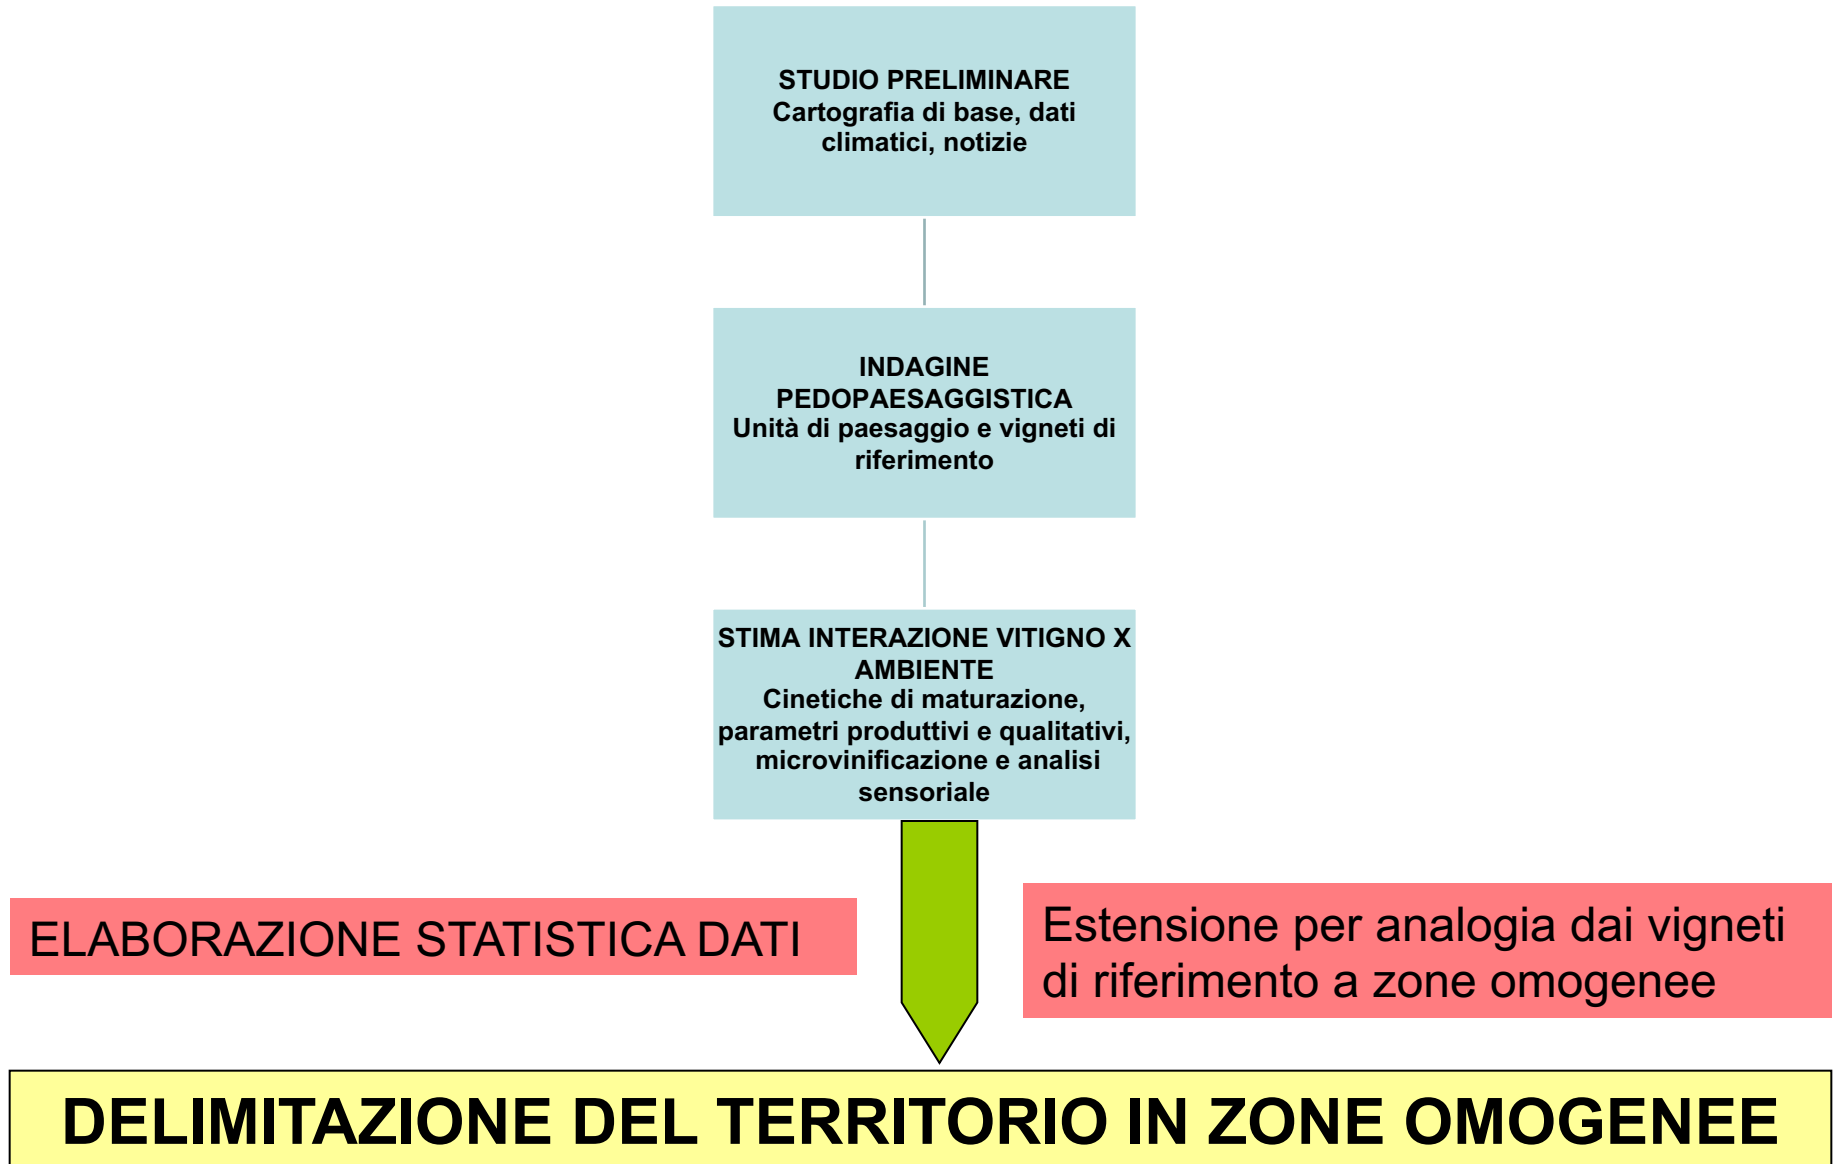 STUDIO PRELIMINARE
Cartografia di base, dati
climatici, notizie
INDAGINE
PEDOPAESAGGISTICA
Unità di paesaggio e vigneti di
riferimento
STIMA INTERAZIONE VITIGNO X
AMBIENTE
Cinetiche di maturazione,
parametri produttivi e qualitativi,
microvinificazione e analisi
sensoriale
ELABORAZIONE STATISTICA DATI
Estensione per analogia dai vigneti
di riferimento a zone omogenee
DELIMITAZIONE DEL TERRITORIO IN ZONE OMOGENEE